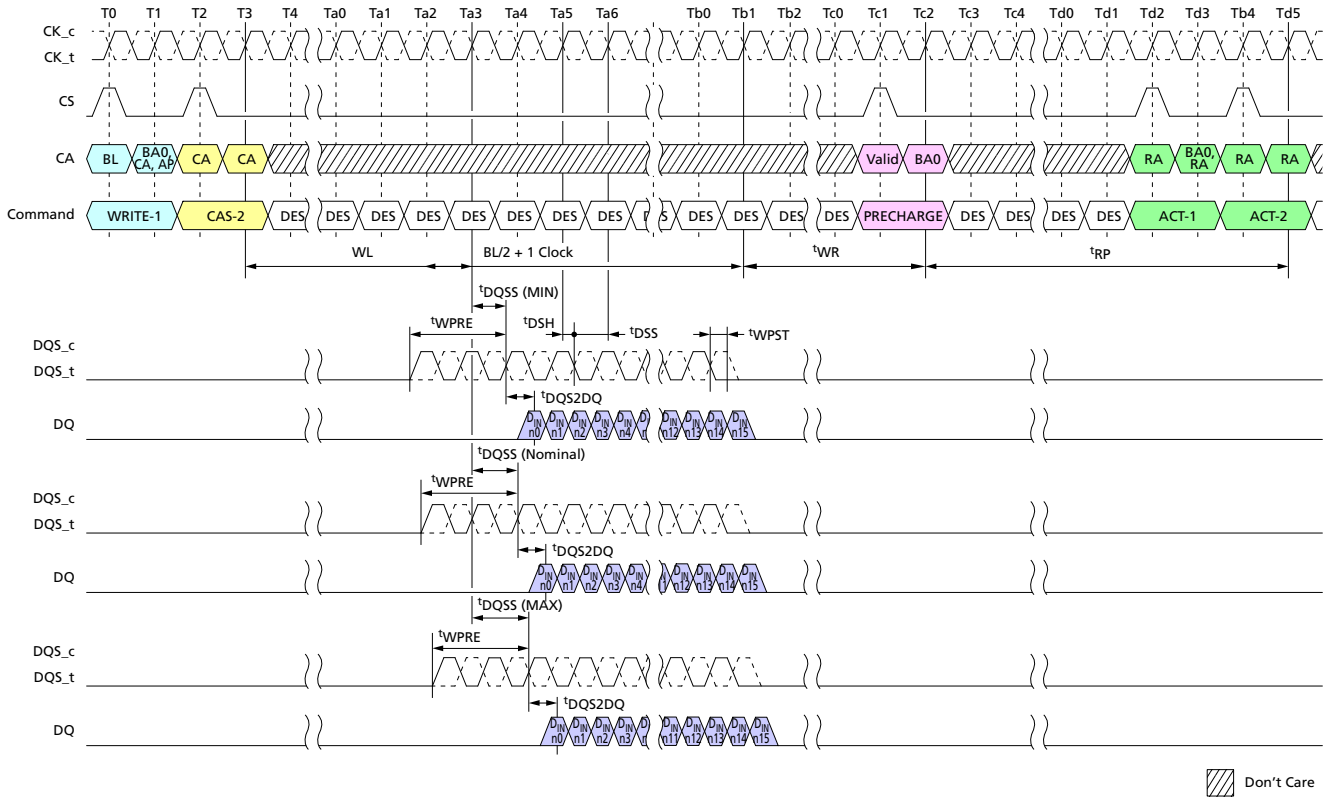 T0 T1 T2 T3 T4 Ta0 Ta1 Ta2 Ta3 Ta4 Ta5 Ta6 Tb0 Tb1 Tb2 Tc0 Tc1 Tc2 Tc3 Tc4 Td0 Td1 Td2 Td3 Tb4 Td5
CK_c
CK_t
CS
CA BL BA0, CA, AP CA CA Valid BA0 RA BA0, RA RA RA
Command WRITE-1 CAS-2 DES DES DES DES DES DES DES DES DES DES DES DES PRECHARGE DES DES DES DES ACT-1 ACT-2
WL BL/2 + 1 Clock tWR tRP
tDQSS (MIN)
tWPRE tDSH tDSS tWPST
DQS_c
DQS_t
tDQS2DQ
DQ DIN n0 DIN n1 DIN n2 DIN n3 DIN n4 DIN n12 DIN n13 DIN n14 DIN n15
tDQSS (Nominal)
tWPRE
DQS_c
DQS_t
tDQS2DQ
DQ DIN n0 DIN n1 DIN n2 DIN n3 DIN n4 DIN n12 DIN n13 DIN n14 DIN n15
tDQSS (MAX)
tWPRE
DQS_c
DQS_t
tDQS2DQ
DQ DIN n0 DIN n1 DIN n2 DIN n3 DIN n11 DIN n12 DIN n13 DIN n14 DIN n15
Don't Care